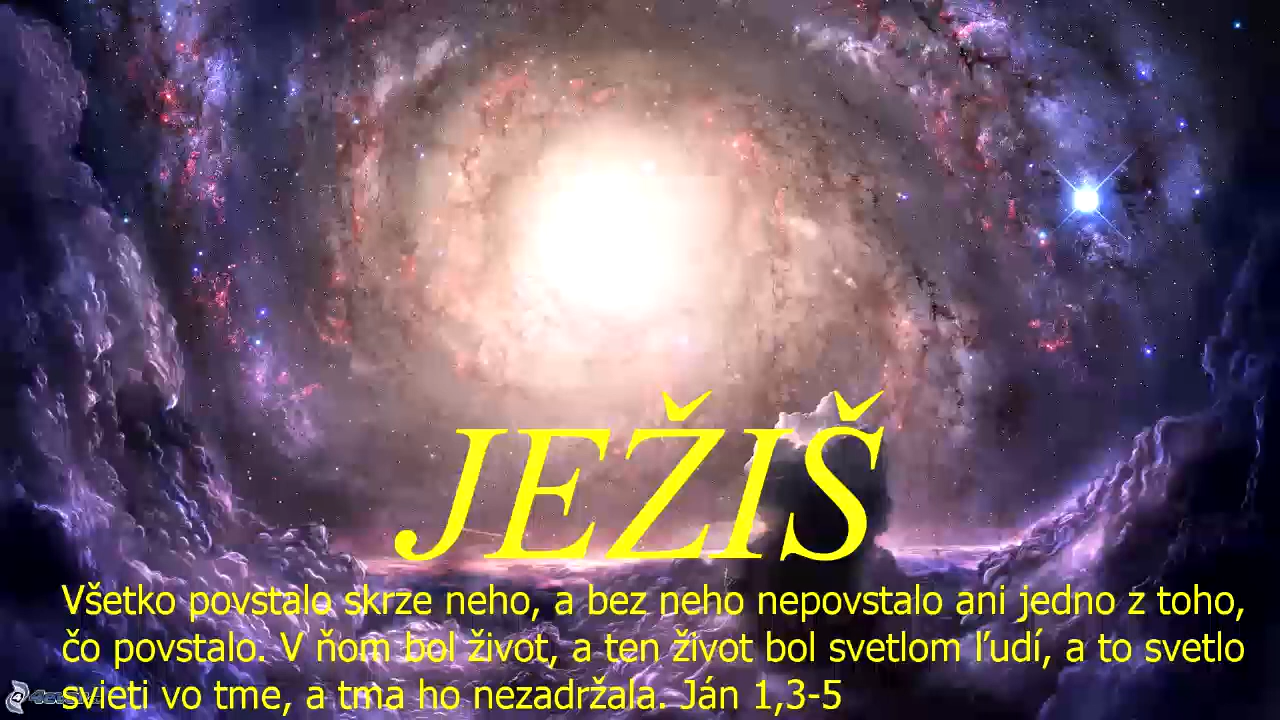 JEŽIŠ
Všetko povstalo skrze neho, a bez neho nepovstalo ani jedno z toho,
čo povstalo. V ňom bol život, a ten život bol svetlom ľudí, a to svetlo
svieti vo tme, a tma ho nezadržala. Ján 1,3-5